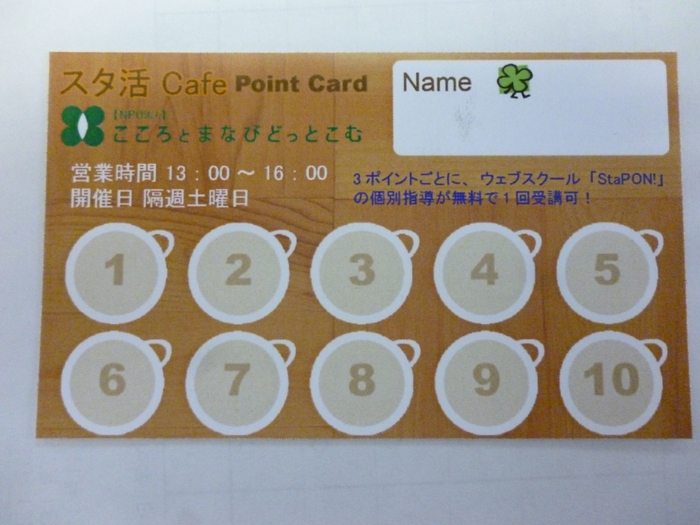 スタ活 Cafe Point Card
Name
【NPO法人】
こころとまなびどっとこむ
営業時間 13：00 〜 16：00
開催日 隔週土曜日
3 ポイントごとに、ウェブスクール「StaPON!」
の個別指導が無料で 1 回受講可！
1 2 3 4 5
6 7 8 9 10